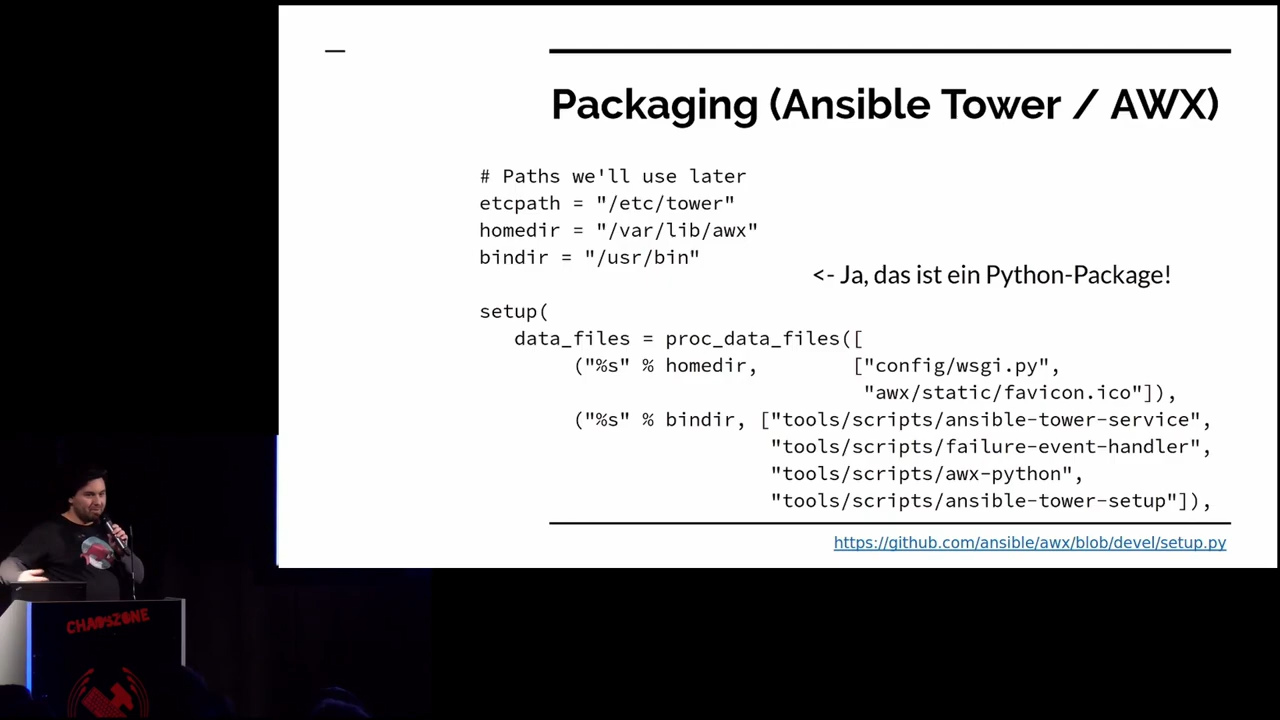 Packaging (Ansible Tower / AWX)
# Paths we'll use later
etcpath = "/etc/tower"
homedir = "/var/lib/awx"
bindir = "/usr/bin"
<- Ja, das ist ein Python-Package!
setup(
data_files = proc_data_files([
("%s" % homedir, ["config/wsgi.py",
"awx/static/favicon.ico"]),
("%s" % bindir, ["tools/scripts/ansible-tower-service",
"tools/scripts/failure-event-handler",
"tools/scripts/awx-python",
"tools/scripts/ansible-tower-setup"]),
https://github.com/ansible/awx/blob/devel/setup.py
CHAOSZONE